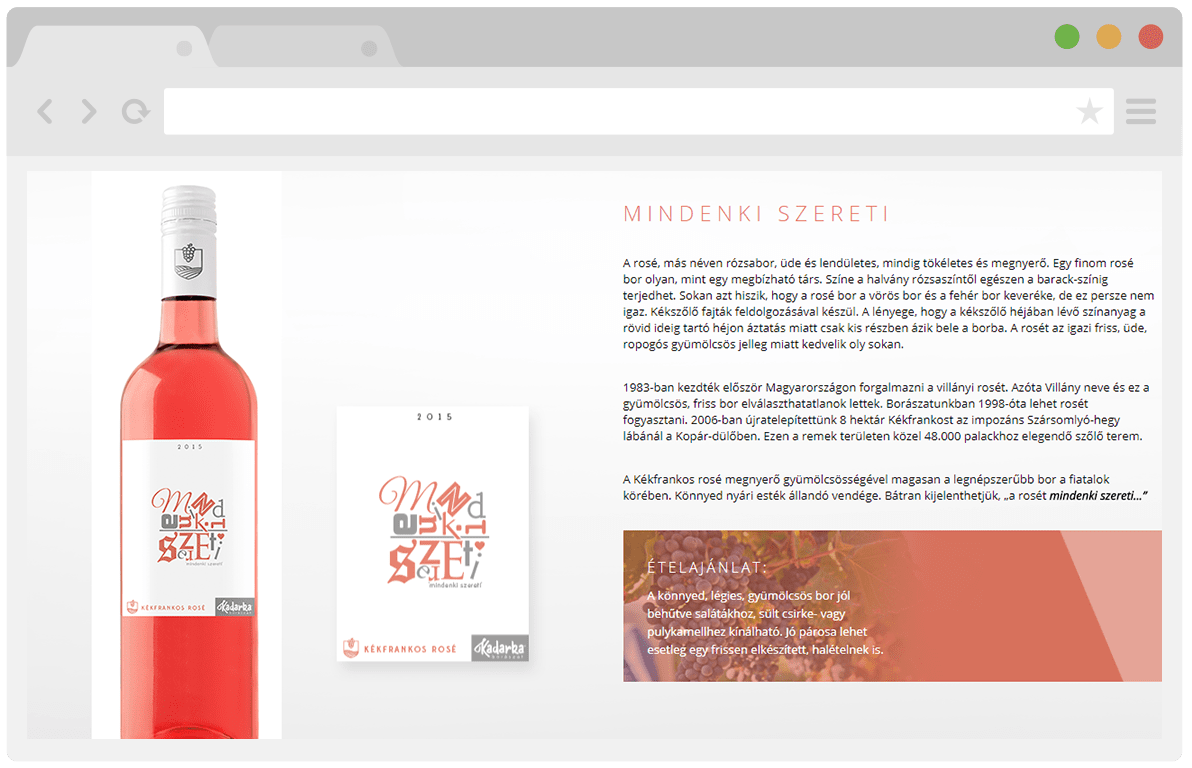 MINDENKI SZERETI
A rosé, más néven rózsabor, üde és lendületes, mindig tökéletes és megnyerő. Egy finom rosé
bor olyan, mint egy megbízható társ. Színe a halvány rózsaszíntől egészen a barack-színig
terjedhet. Sokan azt hiszik, hogy a rosé bor a vörös bor és a fehér bor keveréke, de ez persze nem
igaz. Kékszőlő fajták feldolgozásával készül. A lényege, hogy a kékszőlő héjában lévő színanyag a
rövid ideig tartó héjon áztatás miatt csak kis részben ázik bele a borba. A rosét az igazi friss, üde,
ropogós gyümölcsös jelleg miatt kedvelik oly sokan.
1983-ban kezdték először Magyarországon forgalmazni a villányi rosét. Azóta Villány neve és ez a
gyümölcsös, friss bor elválaszthatatlanok lettek. Borászatunkban 1998-óta lehet rosét
fogyasztani. 2006-ban újratelepítettünk 8 hektár Kékfrankost az impozáns Szársomlyó-hegy
lábánál a Kopár-dülőben. Ezen a remek területen közel 48.000 palackhoz elegendő szőlő terem.
A Kékfrankos rosé megnyerő gyümölcsösségével magasan a legnépszerűbb bor a fiatalok
körében. Könnyed nyári esték állandó vendége. Bátran kijelenthetjük, „a rosét mindenki szereti...”
ÉTELAJÁNLAT:
A könnyed, légies, gyümölcsös bor jól
behűtve salátákhoz, sült csirke- vagy
pulykamellhez kínálható. Jó párosa lehet
esetleg egy frissen elkészített, halételnek is.
2015
Mind
enki
szereti
mindenki szereti
KÉKFRANKOS ROSÉ
Kadarka
borászat
2015
Mind
enki
szereti
mindenki szereti
KÉKFRANKOS ROSÉ
Kadarka
borászat